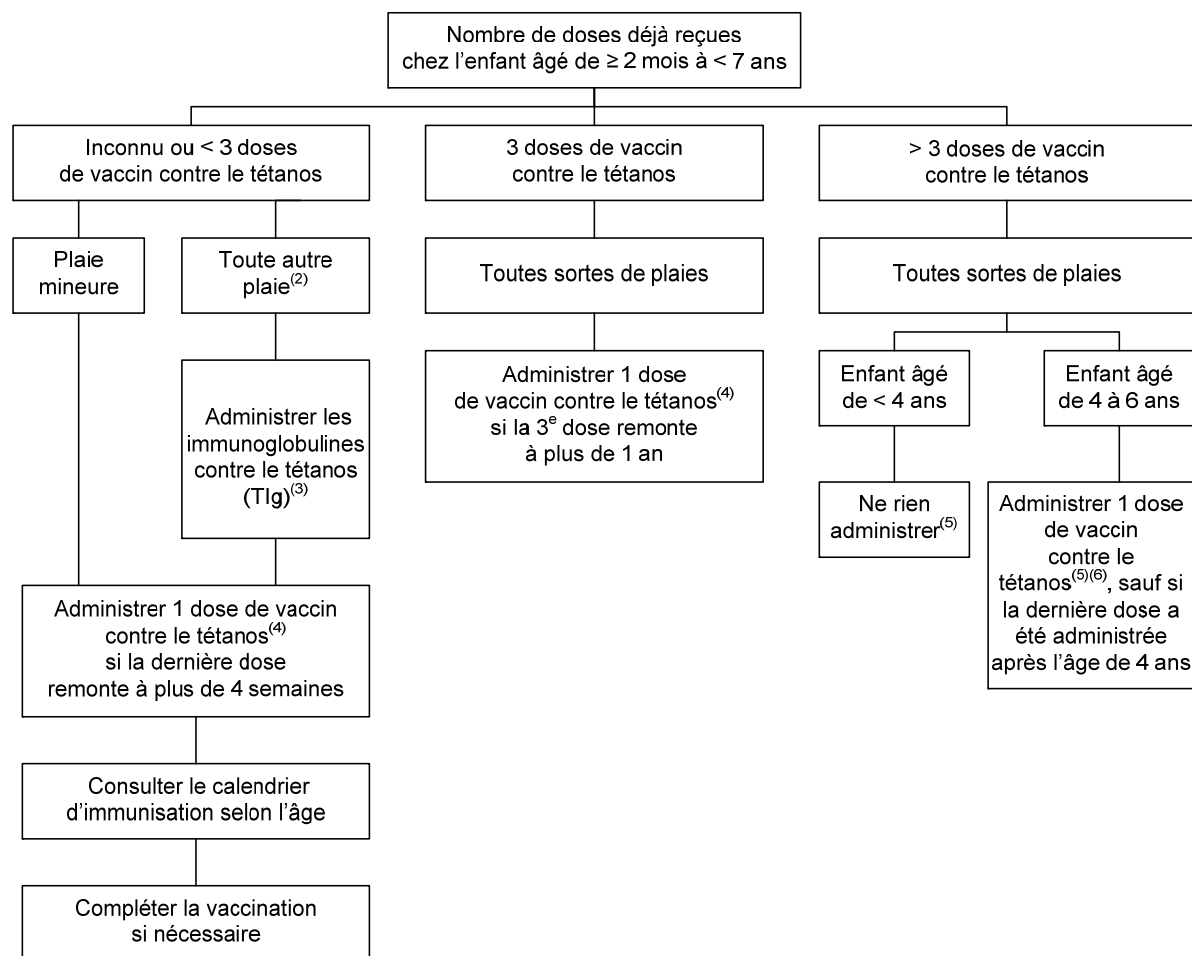 Nombre de doses déjà reçues
chez l'enfant âgé de ≥ 2 mois à < 7 ans
Inconnu ou < 3 doses
de vaccin contre le tétanos
3 doses de vaccin
contre le tétanos
> 3 doses de vaccin
contre le tétanos
Plaie
mineure
Toute autre
plaie(2)
Toutes sortes de plaies
Toutes sortes de plaies
Administrer les
immunoglobulines
contre le tétanos
(TIg)(3)
Administrer 1 dose
de vaccin contre le tétanos(4)
si la 3e dose remonte
à plus de 1 an
Enfant âgé
de < 4 ans
Enfant âgé
de 4 à 6 ans
Ne rien
administrer(5)
Administrer 1 dose
de vaccin
contre le
tétanos(5)(6), sauf si
la dernière dose a
été administrée
après l'âge de 4 ans
Administrer 1 dose de vaccin
contre le tétanos(4)
si la dernière dose
remonte à plus de 4 semaines
Consulter le calendrier
d'immunisation selon l'âge
Compléter la vaccination
si nécessaire